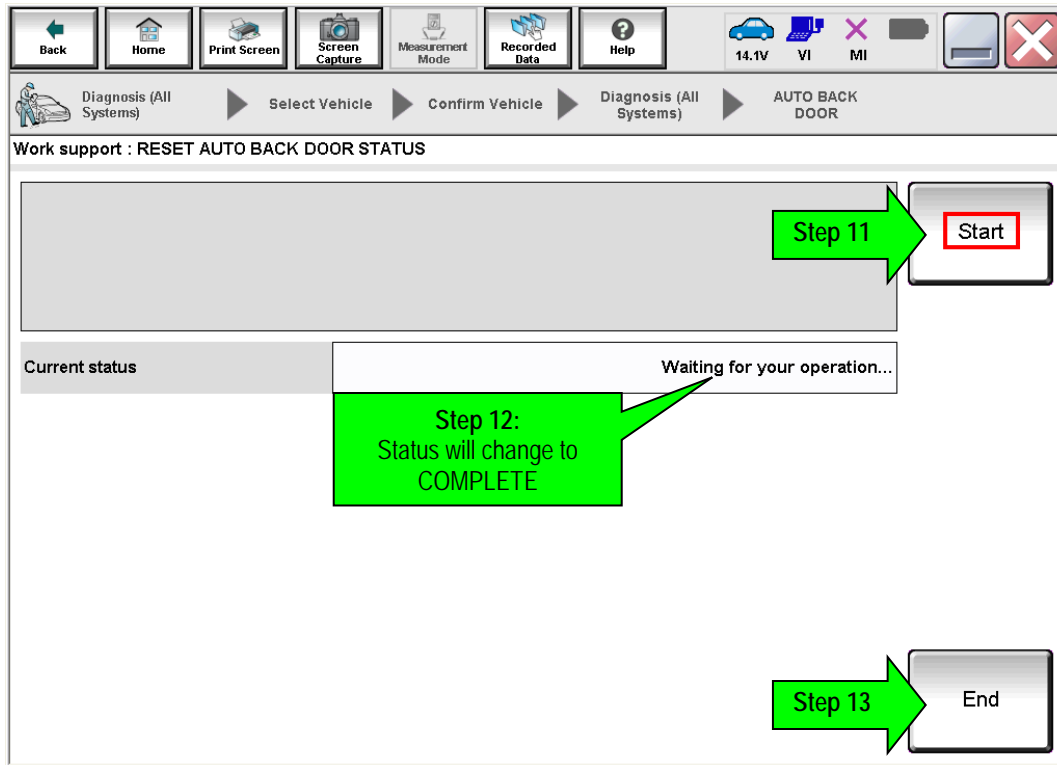 Back
Home
Print Screen
Screen
Capture
Measurement
Mode
Recorded
Data
Help
14.1V
VI
MI
Diagnosis (All
Systems)
Select Vehicle
Confirm Vehicle
Diagnosis (All
Systems)
AUTO BACK
DOOR
Work support : RESET AUTO BACK DOOR STATUS
Step 11
Start
Current status
Waiting for your operation...
Step 12:
Status will change to
COMPLETE
Step 13
End